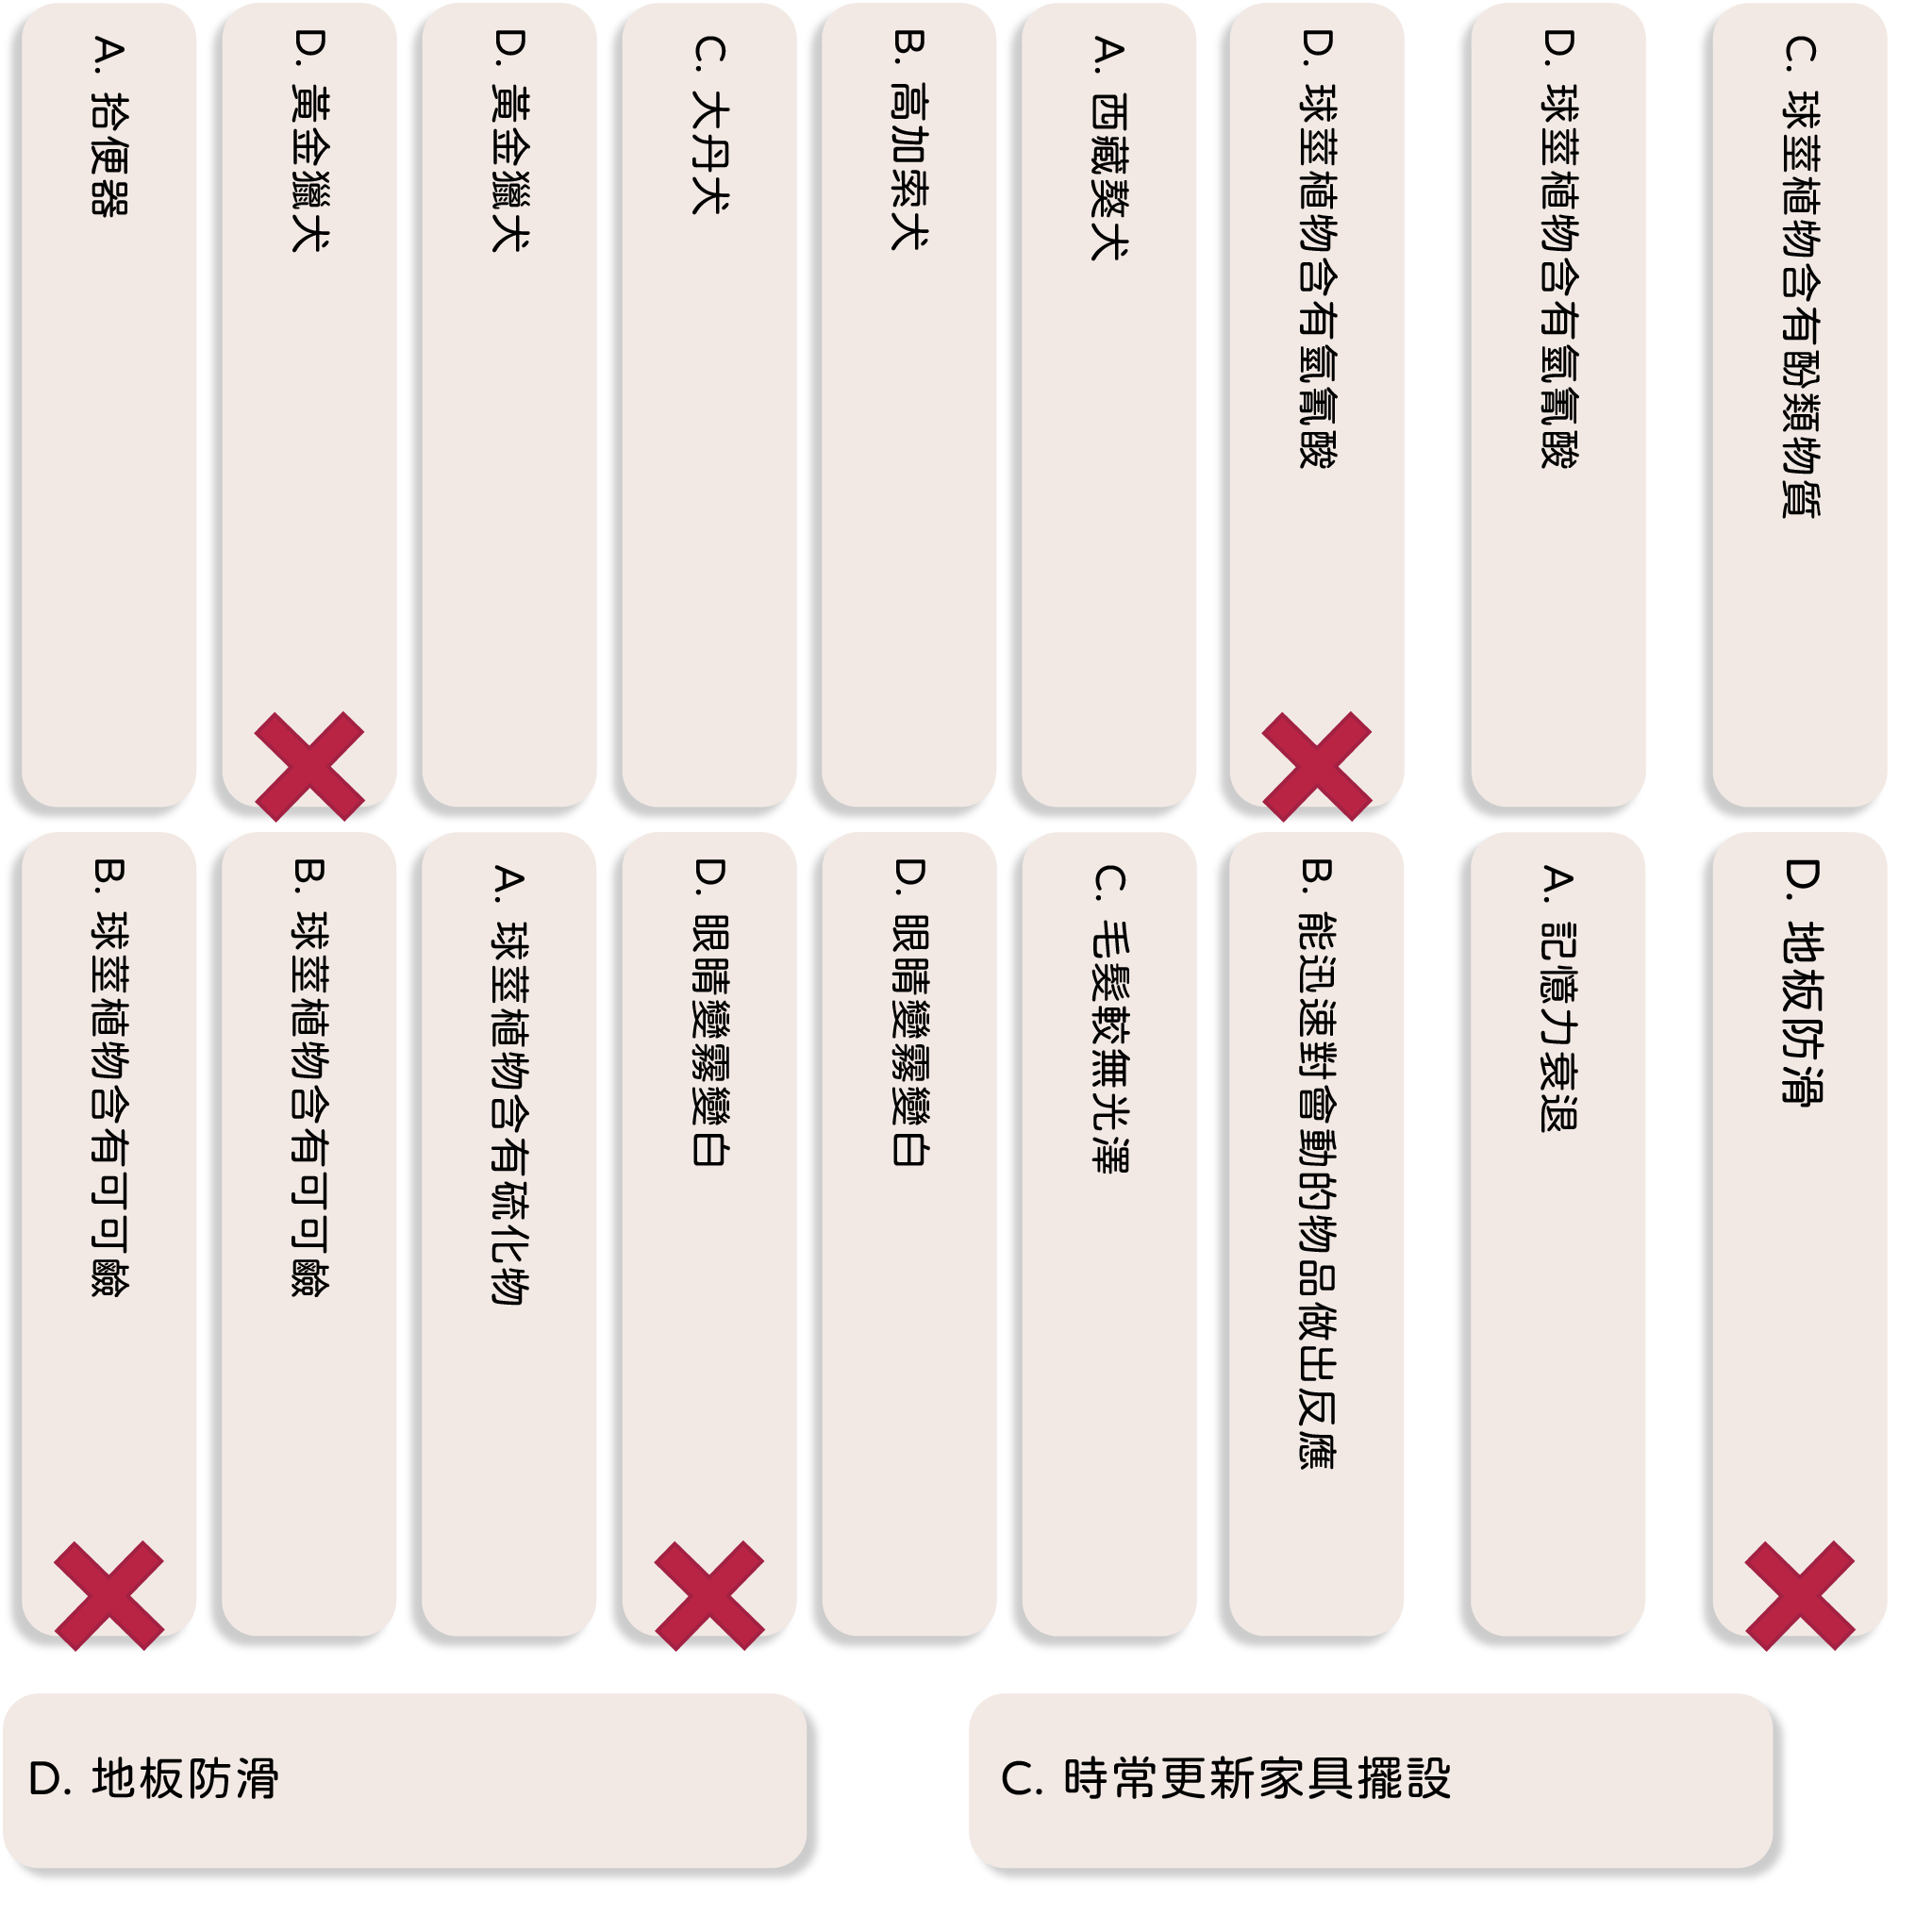 A. 拾便器
D. 黃金獵犬
D. 黃金獵犬
C. 大丹犬
B. 高加索犬
A. 西藏獒犬
D. 球莖植物含有氫氰酸
D. 球莖植物含有氫氰酸
C. 球莖植物含有酚類物質
B. 球莖植物含有可可鹼
B. 球莖植物含有可可鹼
A. 球莖植物含有硫化物
D. 眼睛變霧變白
D. 眼睛變霧變白
C. 毛髮較無光澤
B. 能迅速對會動的物品做出反應
A. 記憶力衰退
D. 地板防滑
D. 地板防滑
C. 時常更新家具擺設